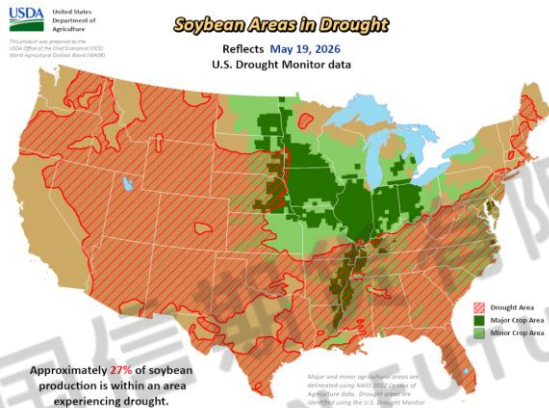 USDA
United States
Department of
Agriculture
This product was prepared by the
USDA Office of the Chief Economist (OCE)
World Agricultural Outlook Board (WAOB)
Soybean Areas in Drought
Reflects May 19, 2026
U.S. Drought Monitor data
Drought Area
Major Crop Area
Minor Crop Area
Approximately 27% of soybean
production is within an area
experiencing drought.
Major and minor agricultural areas are
delineated using NASS 2022 Census of
Agriculture data. Drought areas are
identified using the U.S. Drought Monitor